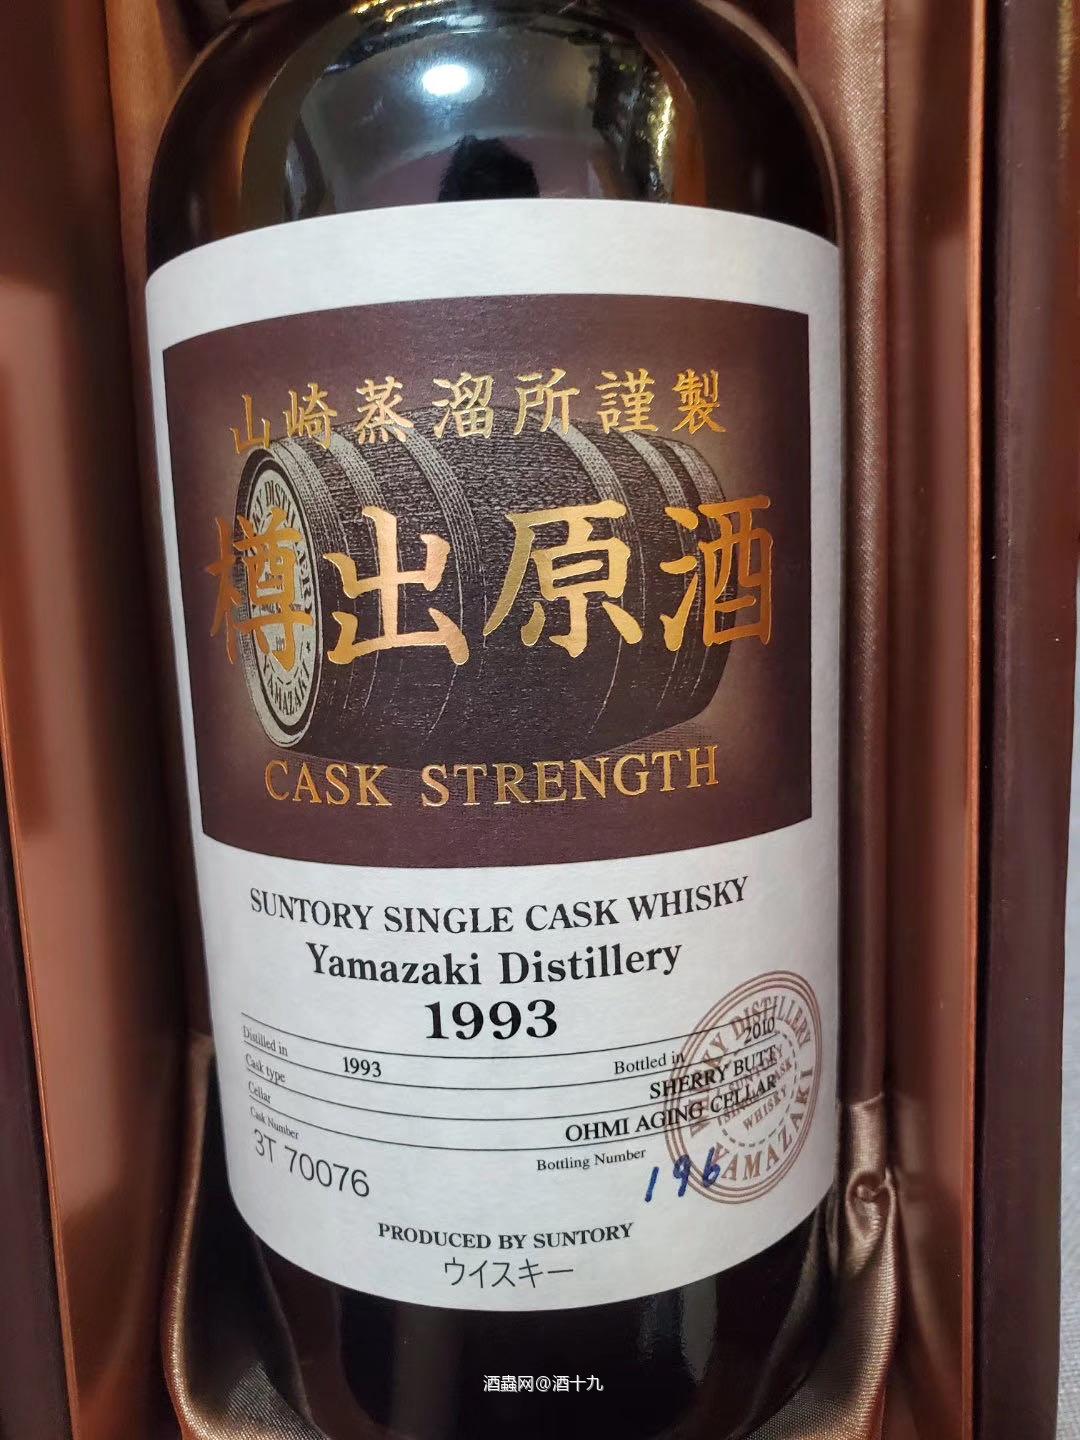 山崎蒸溜所謹製
樽出原酒
CASK STRENGTH
SUNTORY SINGLE CASK WHISKY
Yamazaki Distillery
1993
Distilled in 1993 Bottled in 2010
Cask type SHERRY BUTT
Cellar OHMI AGING CELLAR
Cask Number Bottling Number
3T 70076 196
PRODUCED BY SUNTORY
ウイスキー
酒蟲网@酒十九